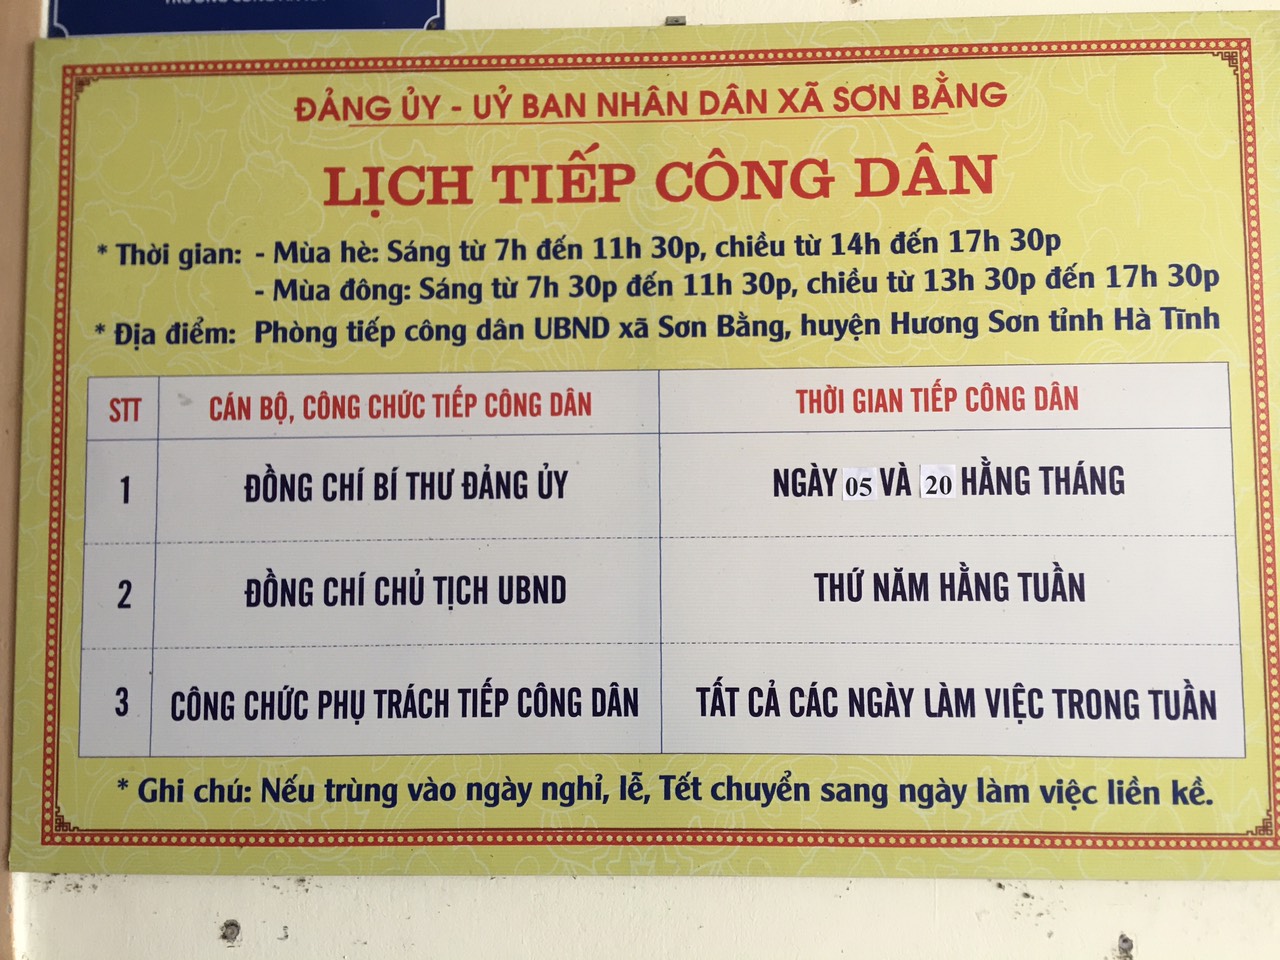 ĐẢNG ỦY - UỶ BAN NHÂN DÂN XÃ SƠN BẰNG
LỊCH TIẾP CÔNG DÂN
* Thời gian: - Mùa hè: Sáng từ 7h đến 11h 30p, chiều từ 14h đến 17h 30p
- Mùa đông: Sáng từ 7h 30p đến 11h 30p, chiều từ 13h 30p đến 17h 30p
* Địa điểm: Phòng tiếp công dân UBND xã Sơn Bằng, huyện Hương Sơn tỉnh Hà Tĩnh
STT CÁN BỘ, CÔNG CHỨC TIẾP CÔNG DÂN THỜI GIAN TIẾP CÔNG DÂN
1 ĐỒNG CHÍ BÍ THƯ ĐẢNG ỦY NGÀY 05 VÀ 20 HẰNG THÁNG
2 ĐỒNG CHÍ CHỦ TỊCH UBND THỨ NĂM HẰNG TUẦN
3 CÔNG CHỨC PHỤ TRÁCH TIẾP CÔNG DÂN TẤT CẢ CÁC NGÀY LÀM VIỆC TRONG TUẦN
* Ghi chú: Nếu trùng vào ngày nghỉ, lễ, Tết chuyển sang ngày làm việc liền kề.